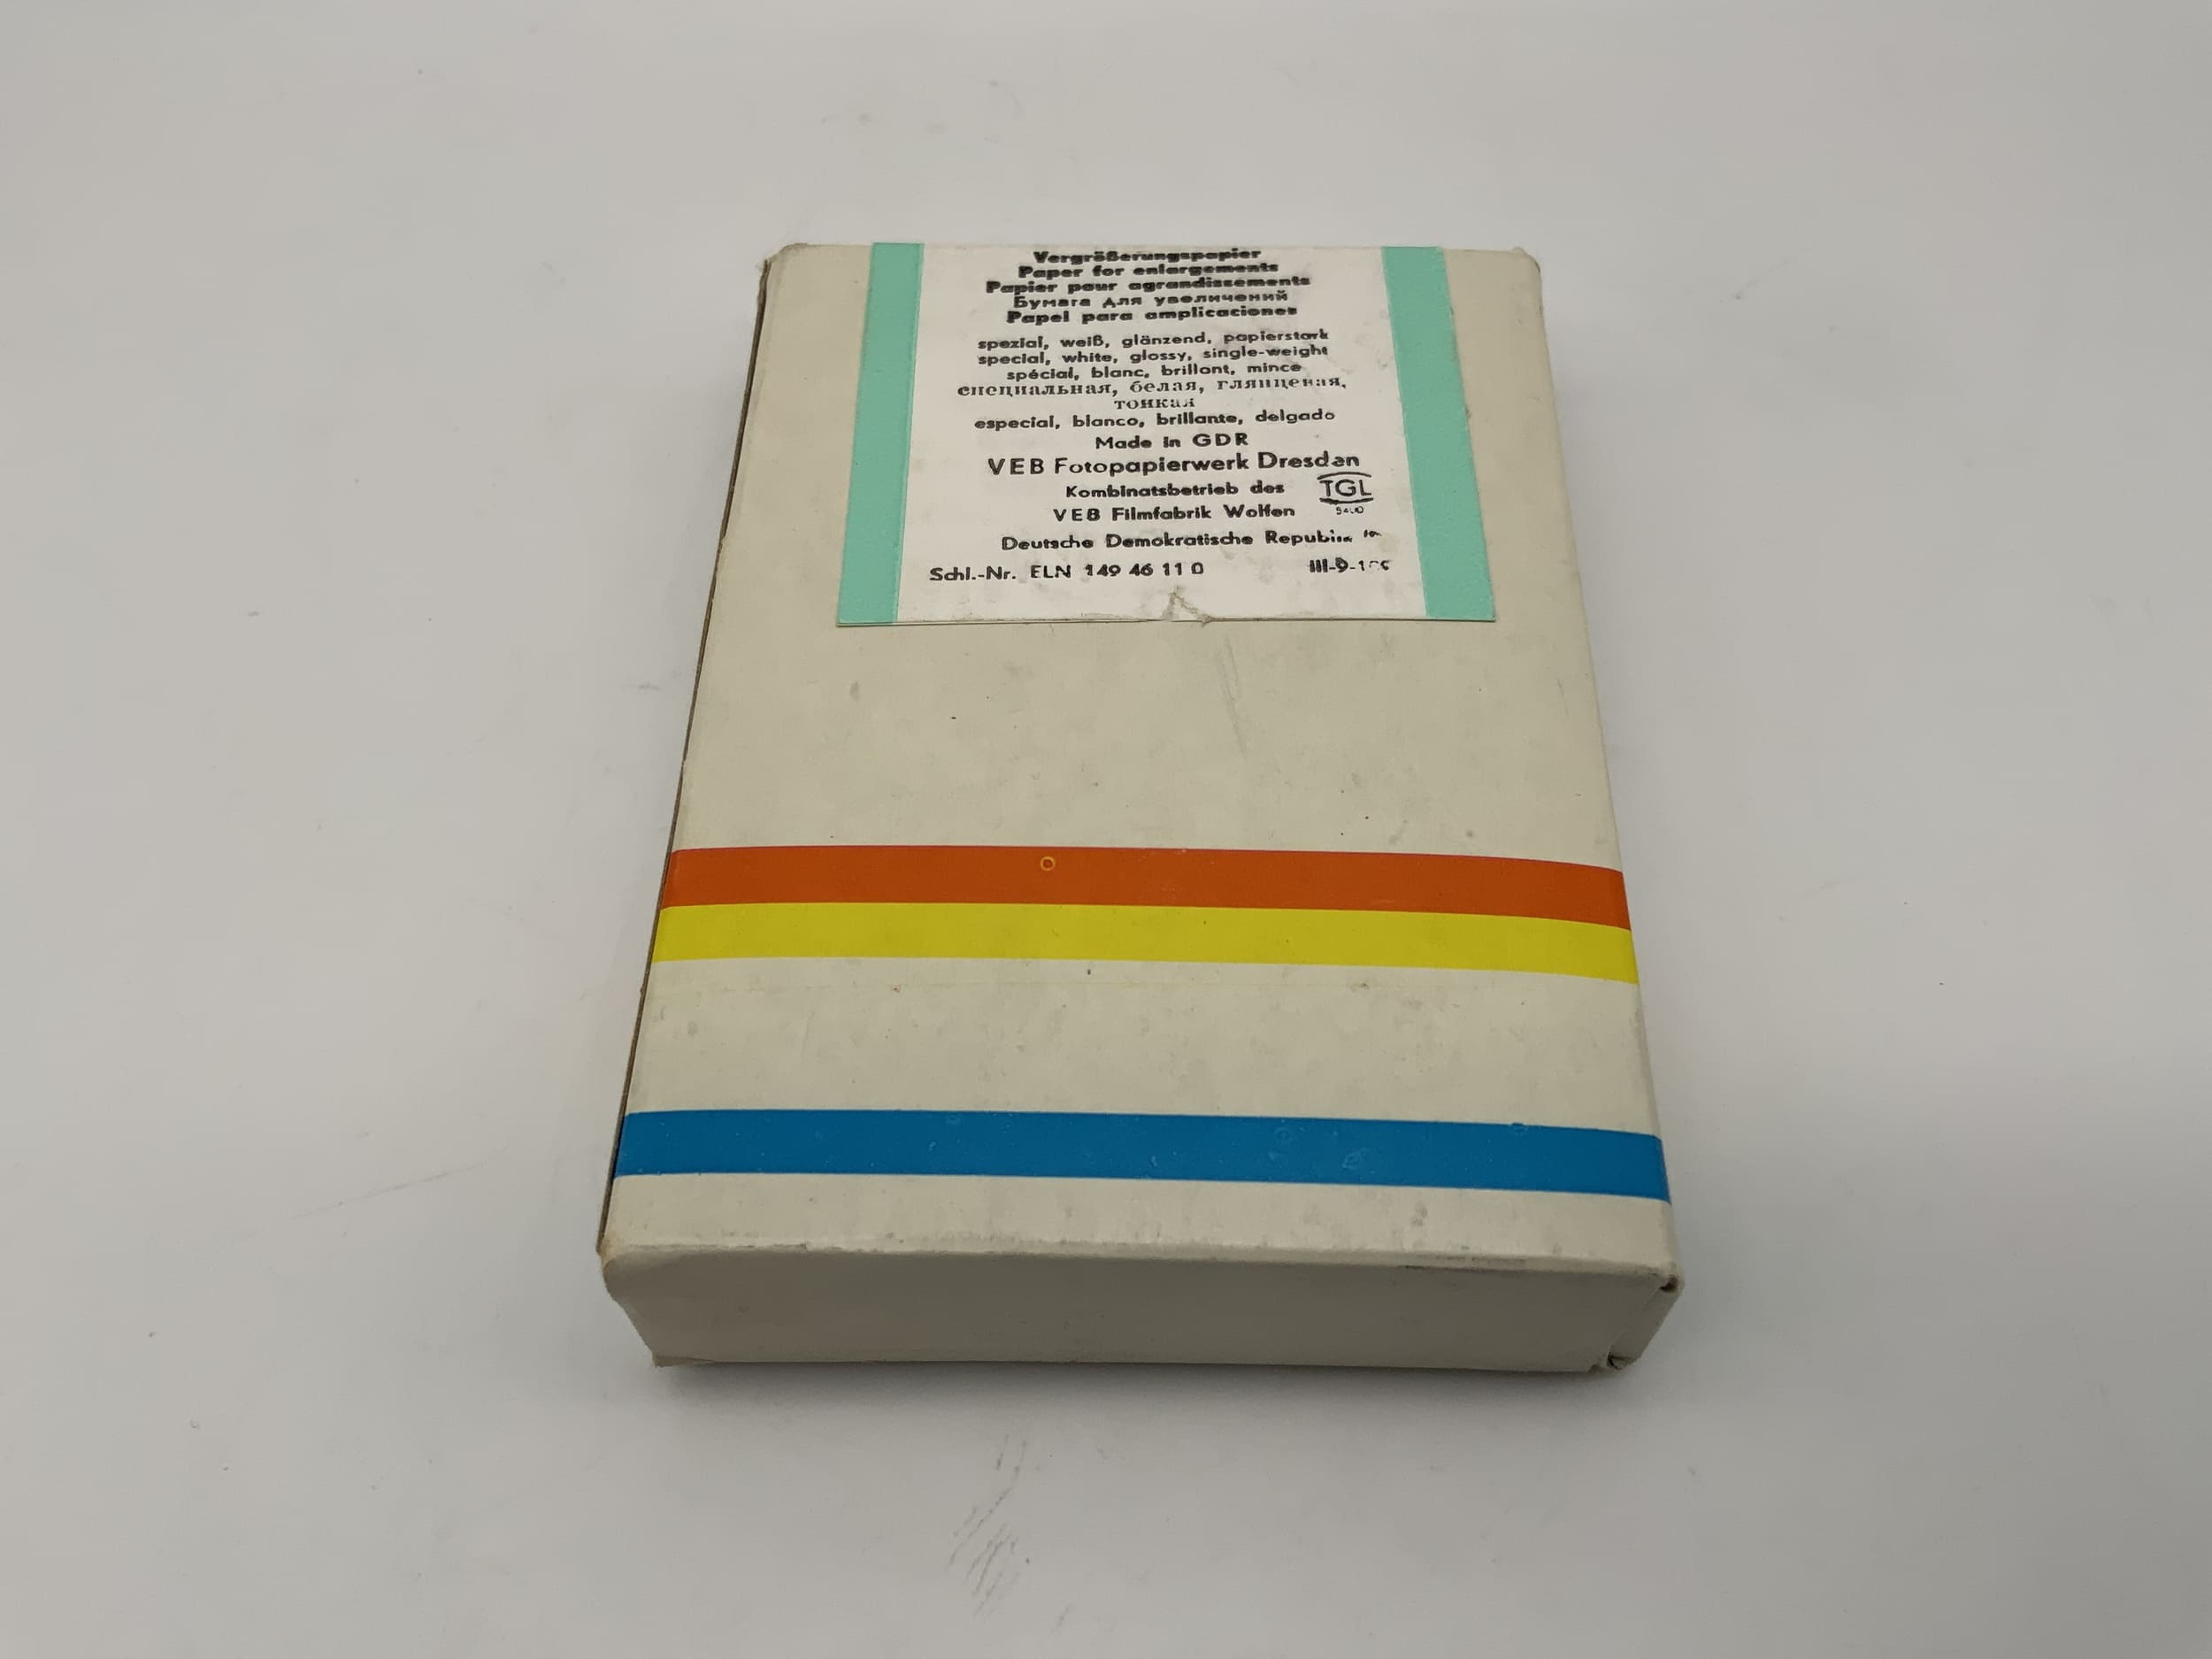 Vergrößerungspapier
Paper for enlargements
Papier pour agrandissements
Бумага для увеличений
Papel para amplicaciones
spezial, weiß, glänzend, papierstark
special, white, glossy, single-weight
spécial, blanc, brillant, mince
специальная, белая, глянценая,
тонкая
especial, blanco, brillante, delgado
Made in GDR
VEB Fotopapierwerk Dresden
Kombinatsbetrieb des TGL
VEB Filmfabrik Wolfen
Deutsche Demokratische
Schl.-Nr. ELN 149 46 11 0